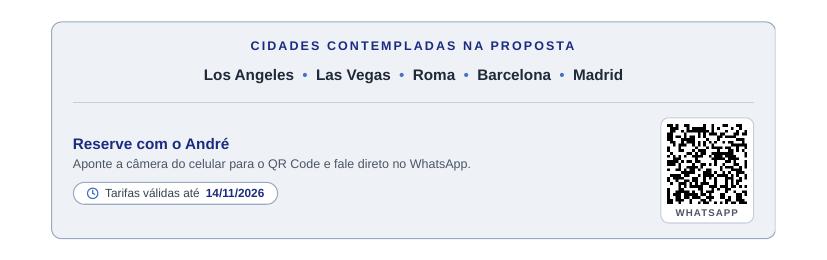 CIDADES CONTEMPLADAS NA PROPOSTA
Los Angeles • Las Vegas • Roma • Barcelona • Madrid
Reserve com o André
Aponte a câmera do celular para o QR Code e fale direto no WhatsApp.
Tarifas válidas até 14/11/2026
WHATSAPP